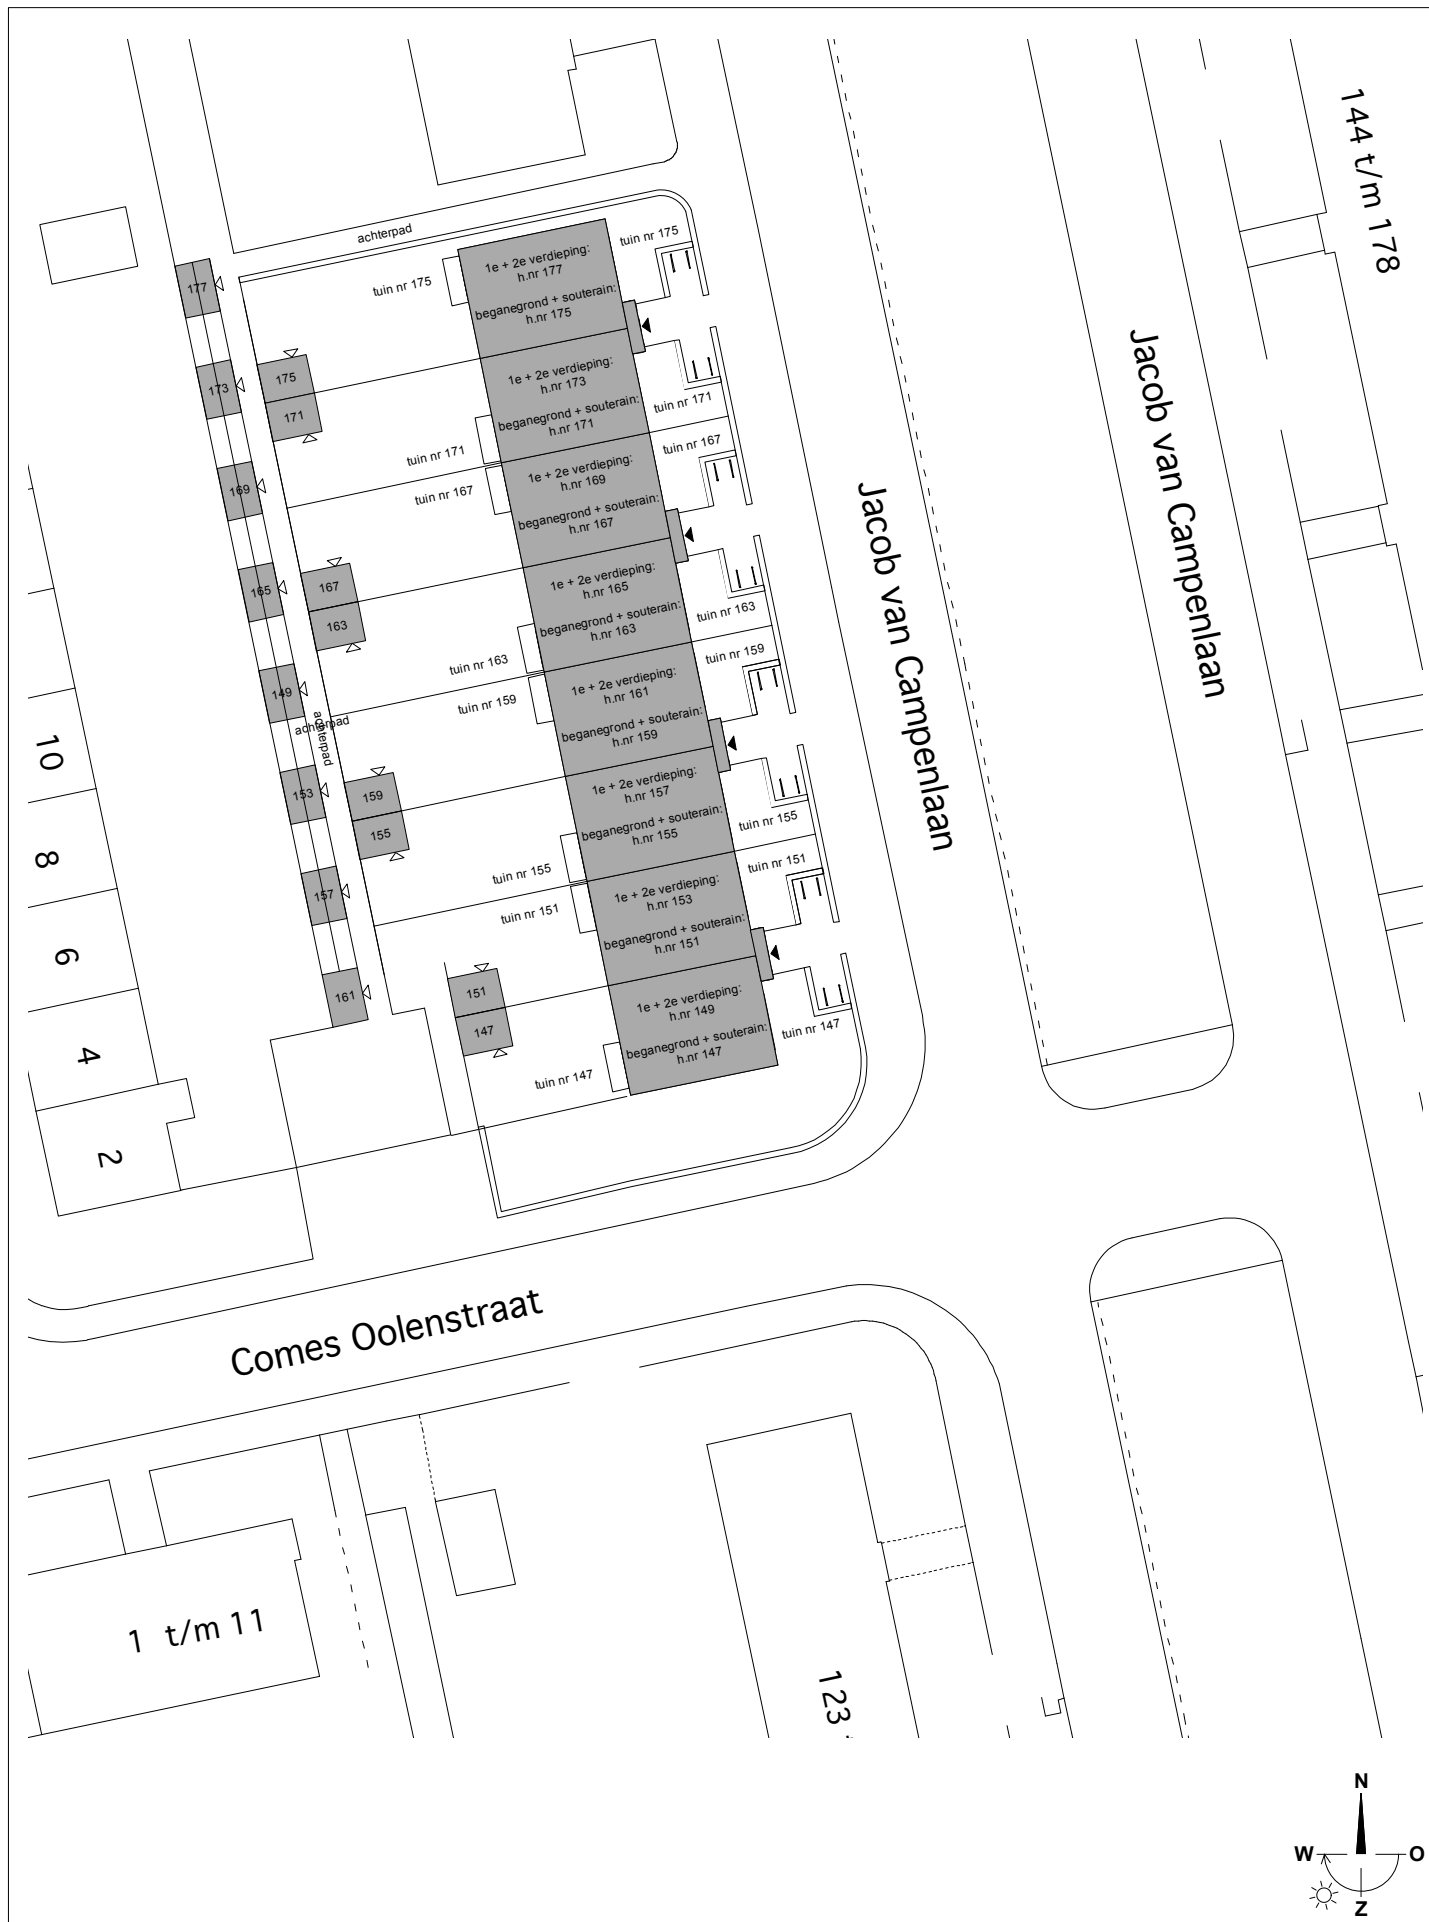 144 t/m 178
achterpad
tuin nr 175
tuin nr 175
1e + 2e verdieping:
h.nr 177
beganegrond + souterain:
h.nr 175
177
173
175
171
1e + 2e verdieping:
h.nr 173
beganegrond + souterain:
h.nr 171
tuin nr 171
tuin nr 171
tuin nr 167
tuin nr 167
1e + 2e verdieping:
h.nr 169
beganegrond + souterain:
h.nr 167
169
165
167
163
1e + 2e verdieping:
h.nr 165
beganegrond + souterain:
h.nr 163
tuin nr 163
tuin nr 163
tuin nr 159
tuin nr 159
1e + 2e verdieping:
h.nr 161
beganegrond + souterain:
h.nr 159
149
achterpad
achterpad
153
159
155
1e + 2e verdieping:
h.nr 157
beganegrond + souterain:
h.nr 155
tuin nr 155
tuin nr 155
tuin nr 151
tuin nr 151
1e + 2e verdieping:
h.nr 153
beganegrond + souterain:
h.nr 151
157
161
151
147
1e + 2e verdieping:
h.nr 149
beganegrond + souterain:
h.nr 147
tuin nr 147
tuin nr 147
Jacob van Campenlaan
Jacob van Campenlaan
10
8
6
4
2
Comes Oolenstraat
1 t/m 11
123
N
W
O
Z